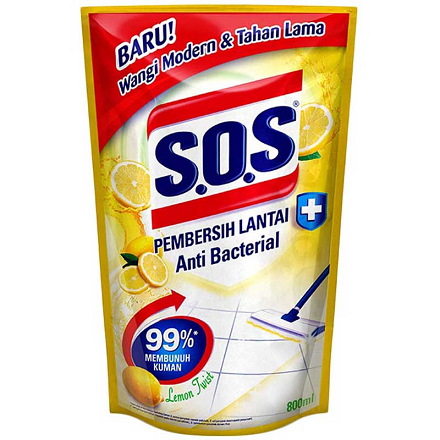 BARU!
Wangi Modern & Tahan Lama
S.O.S®
PEMBERSIH LANTAI
Anti Bacterial
99%*
MEMBUNUH
KUMAN
Lemon Twist
800ml